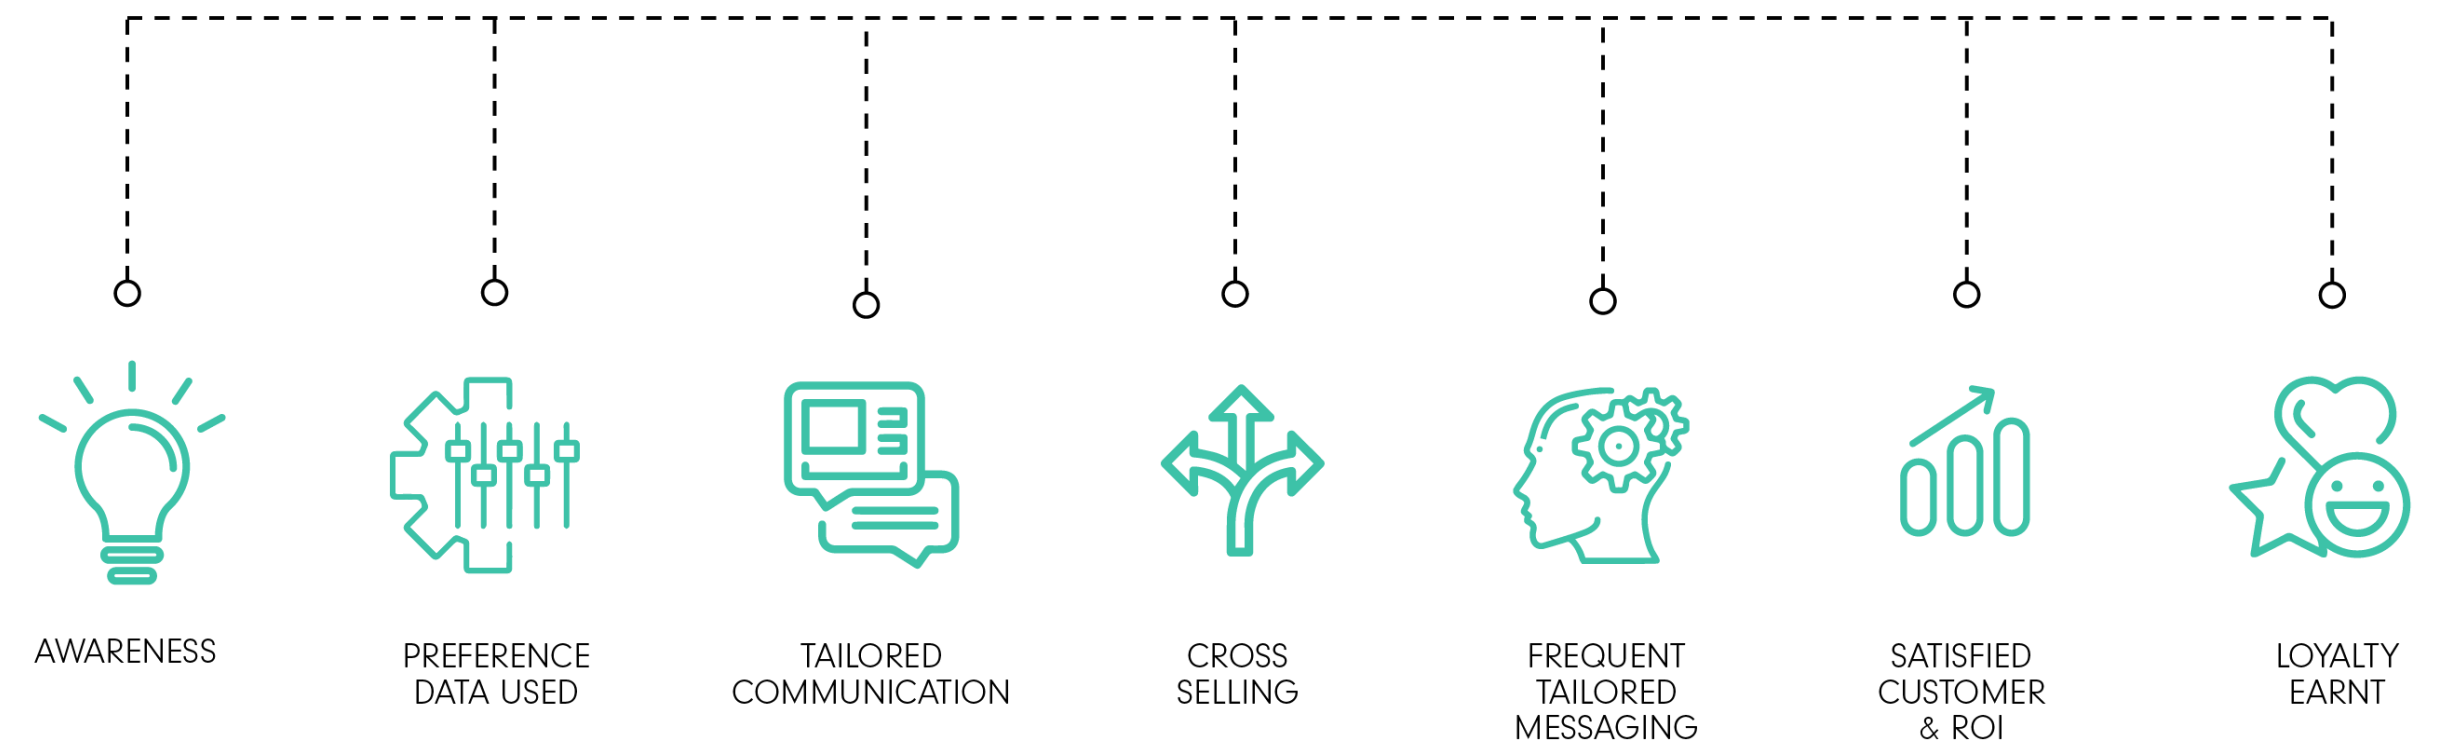 AWARENESS
PREFERENCE
DATA USED
TAILORED
COMMUNICATION
CROSS
SELLING
FREQUENT
TAILORED
MESSAGING
SATISFIED
CUSTOMER
& ROI
LOYALTY
EARNT